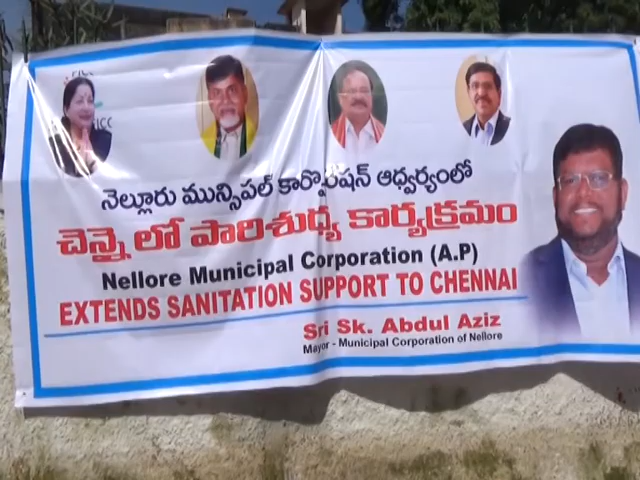 FICC
నెల్లూరు మున్సిపల్ కార్పొరేషన్ ఆధ్వర్యంలో
చెన్నై లో పారిశుధ్య కార్యక్రమం
Nellore Municipal Corporation (A.P)
EXTENDS SANITATION SUPPORT TO CHENNAI
Sri Sk. Abdul Aziz
Mayor - Municipal Corporation of Nellore